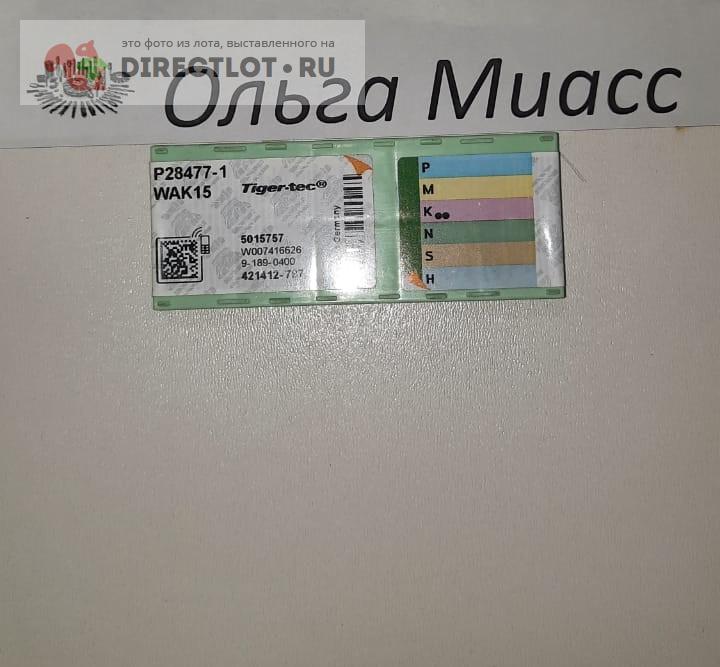 это фото из лота, выставленного на
DIRECTLOT.RU
Ольга Миасс
P28477-1
WAK15
Tiger·tec®
5015757
W007416626
9-189-0400
421412-797
Germany
P
M
K
N
S
H